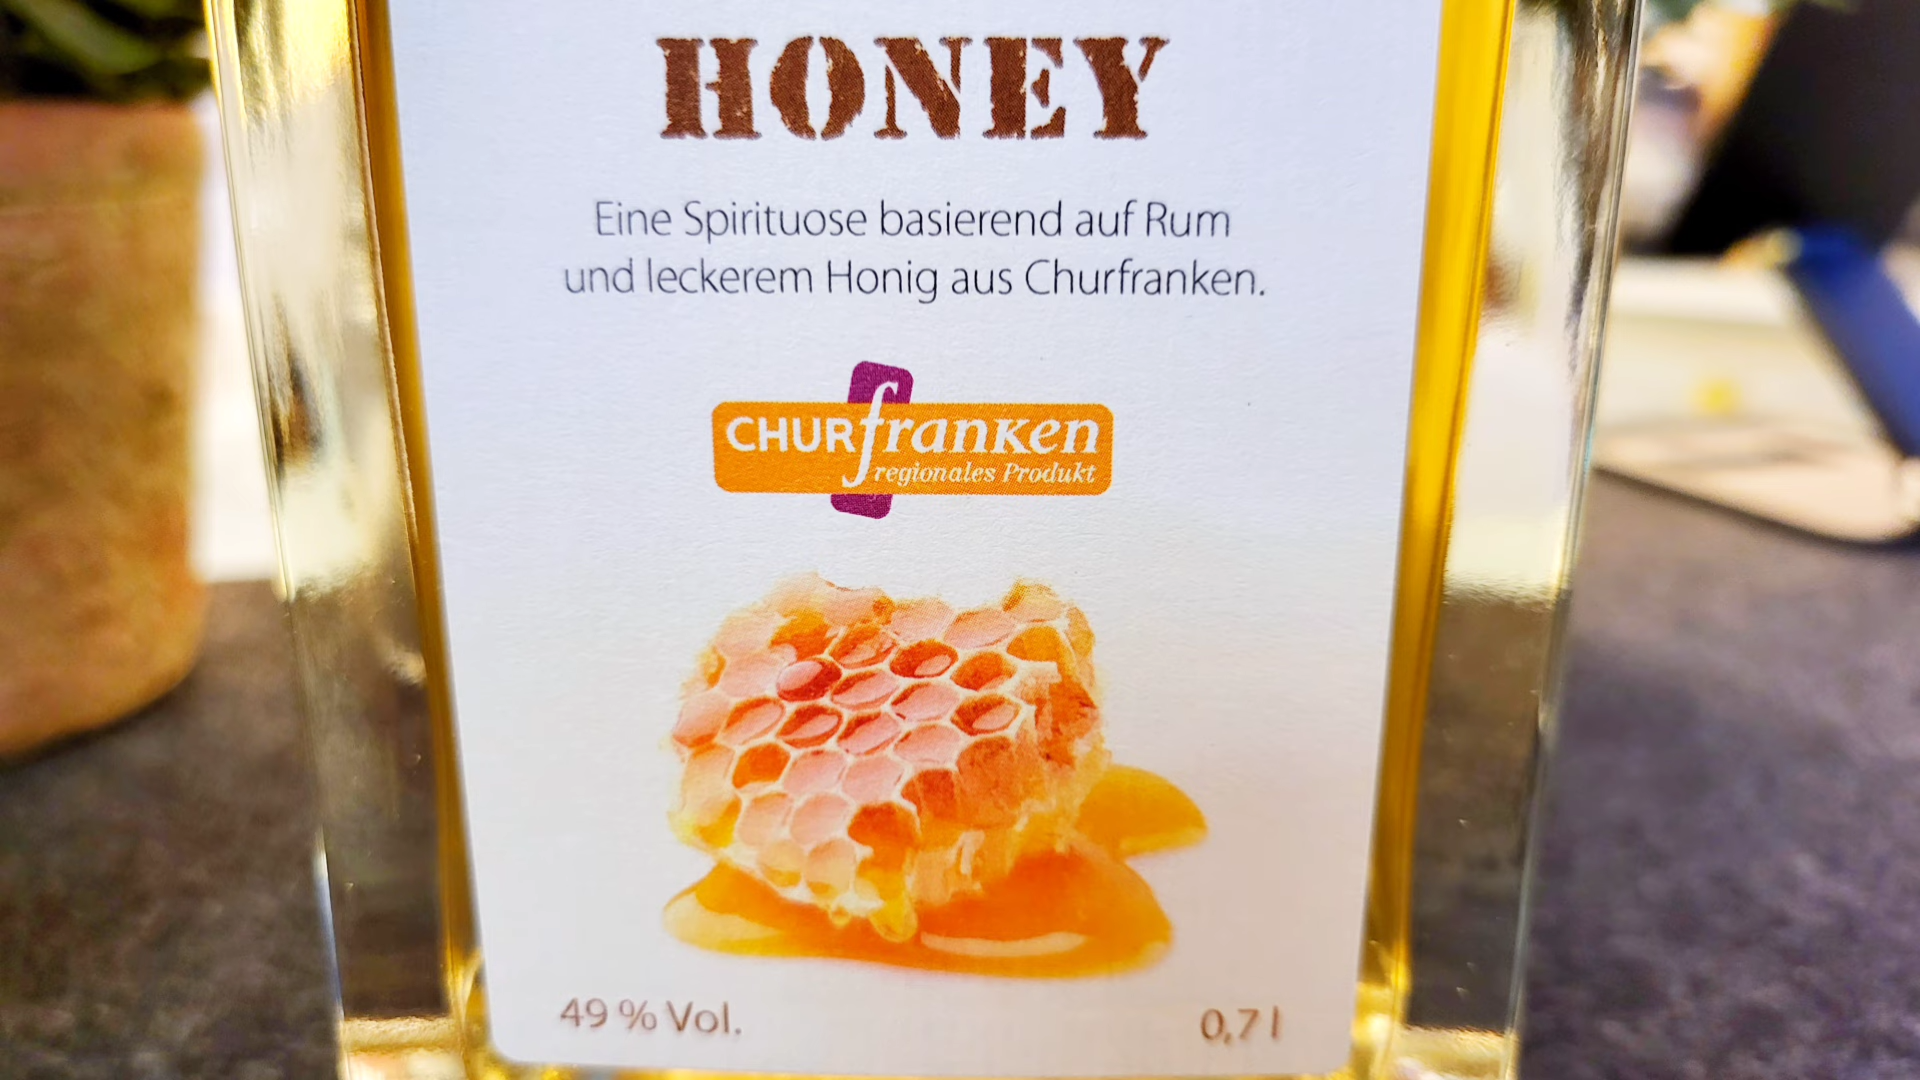 HONEY
Eine Spirituose basierend auf Rum
und leckerem Honig aus Churfranken.
CHURfranken
regionales Produkt
49 % Vol.
0,7 l